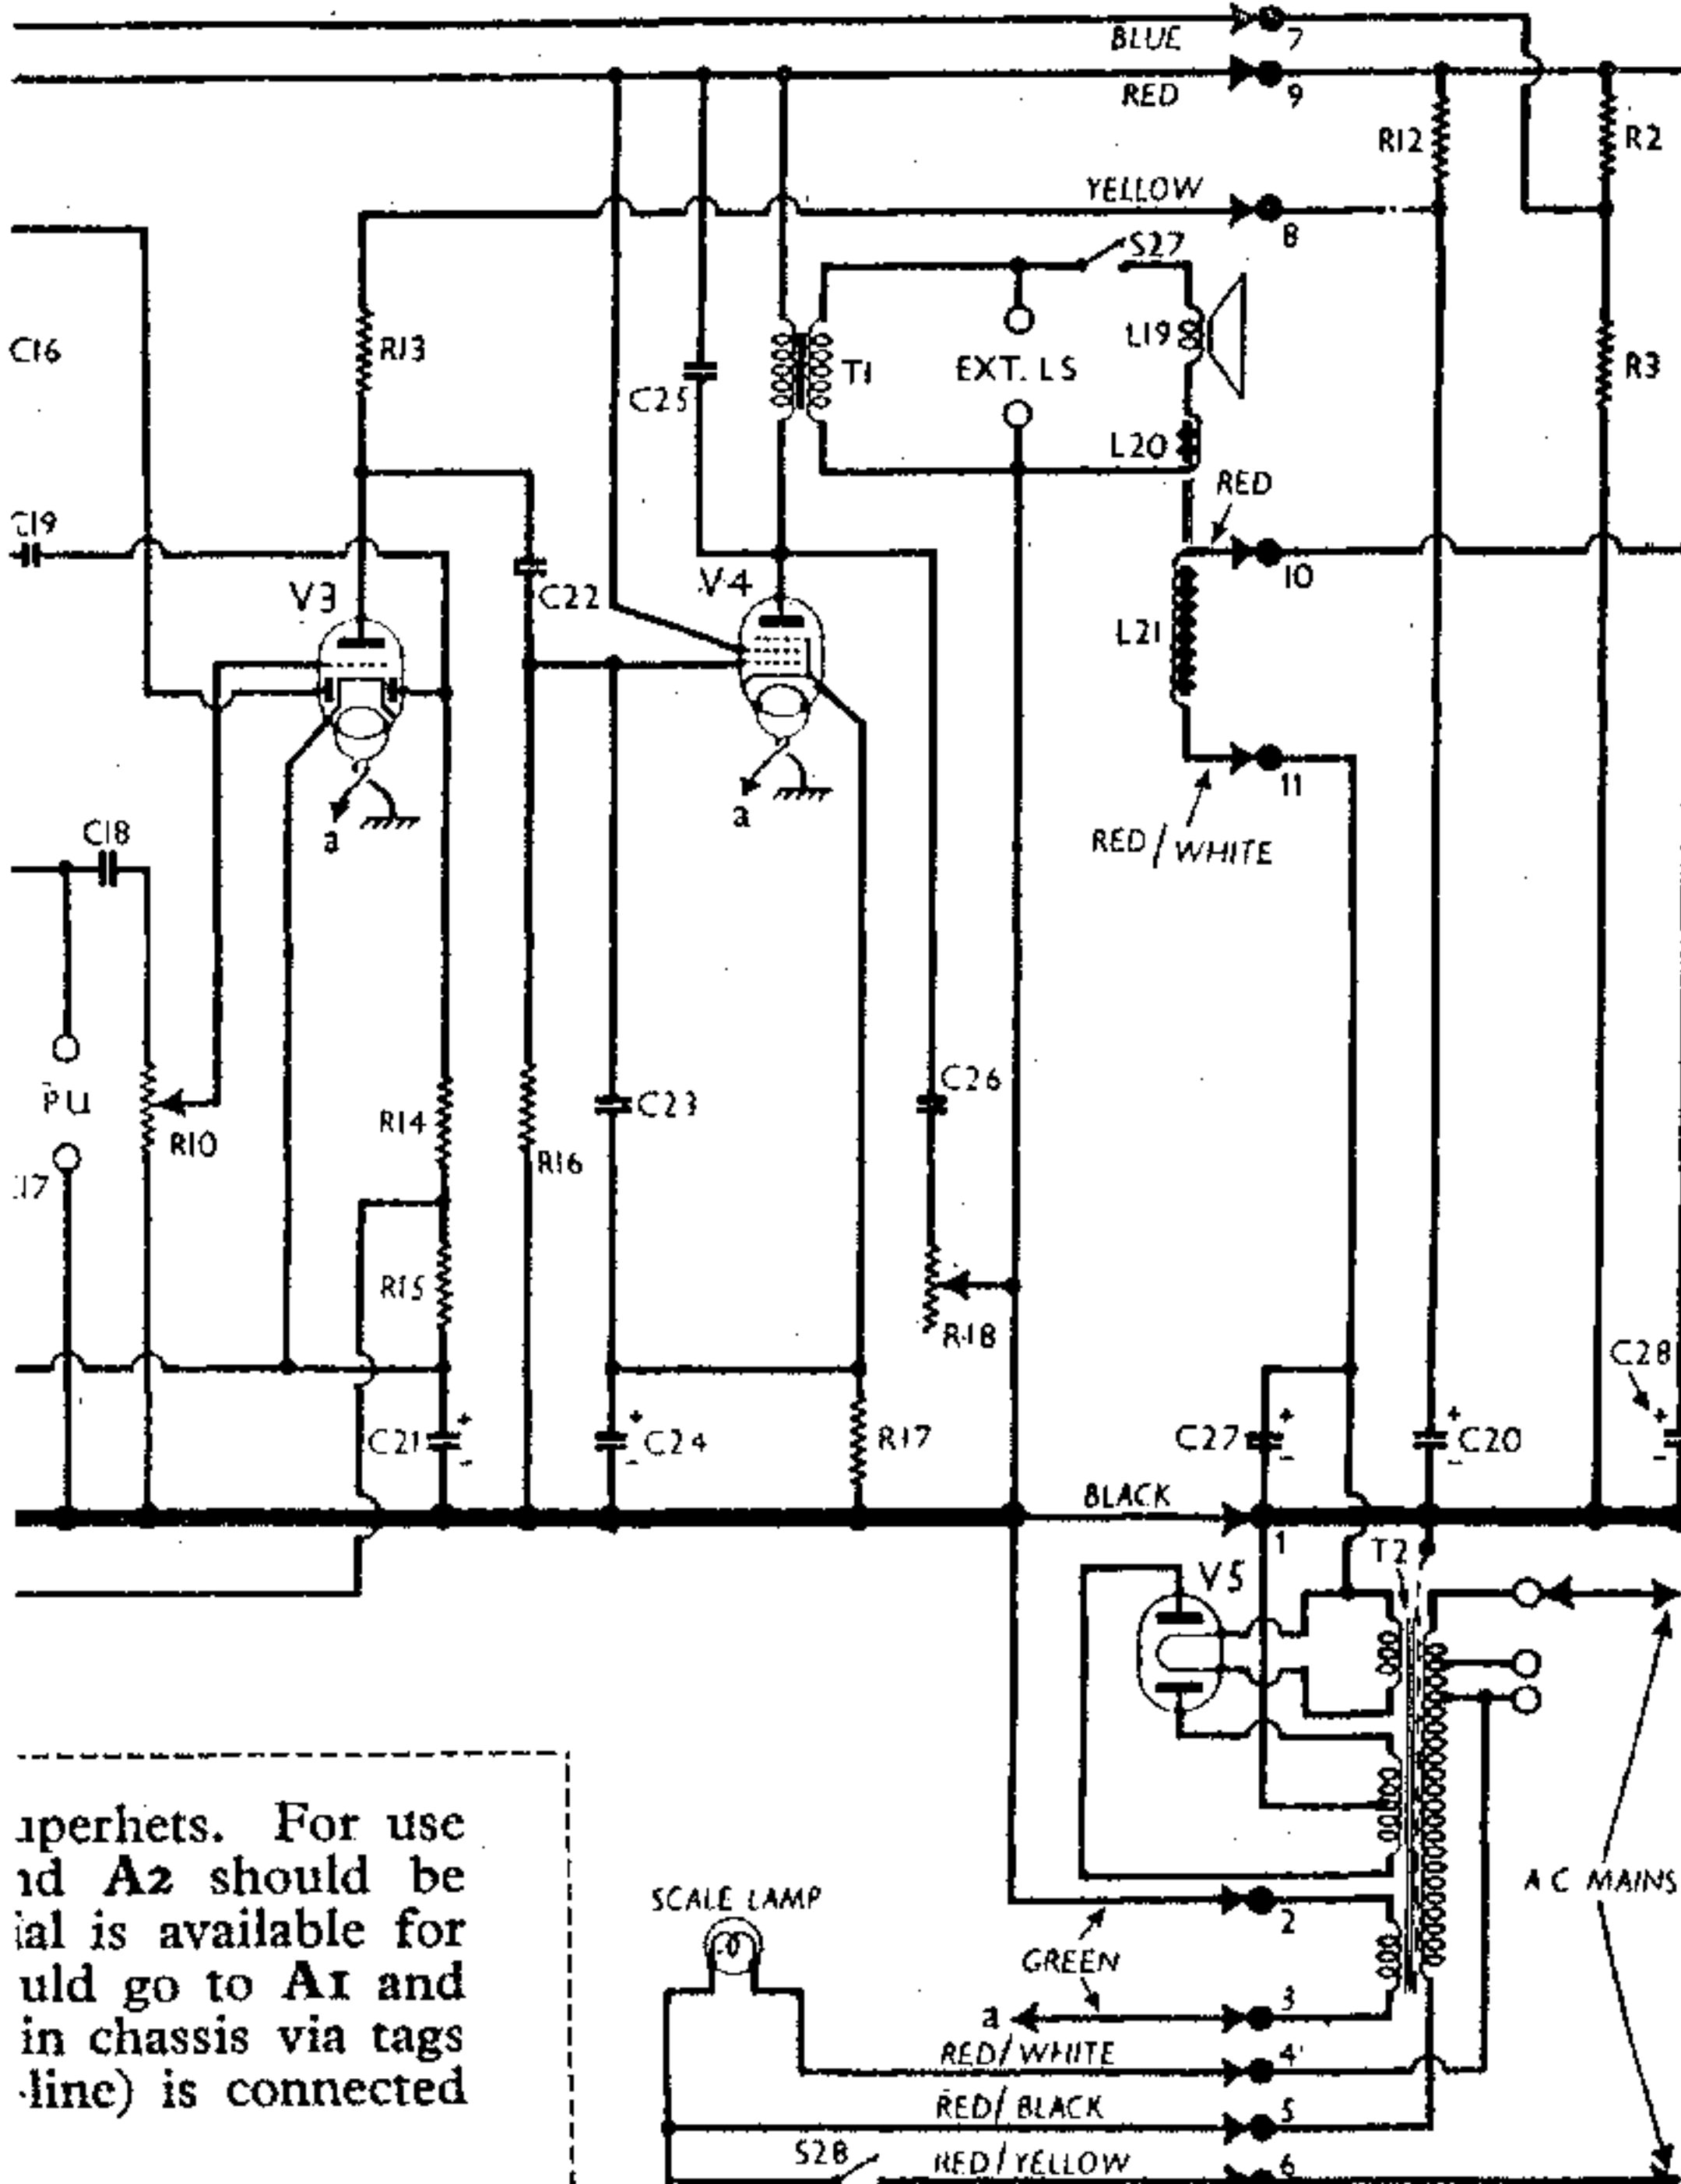 BLUE
7
RED
9
R12
R2
YELLOW
8
S27
C16
R13
C25
T1
EXT. LS
L19
R3
L20
RED
C19
V3
C22
V4
10
L21
a
a
11
C18
RED / WHITE
PU
R10
R14
R16
C23
C26
17
R15
R18
C28
+
-
C21
+
-
C24
+
-
R17
C27
+
-
C20
+
-
BLACK
1
V5
T2
uperhets. For use
nd A2 should be
ial is available for
uld go to A1 and
in chassis via tags
line) is connected
SCALE LAMP
A C MAINS
2
GREEN
a
3
RED/WHITE
4
RED/BLACK
5
S28
RED/YELLOW
6